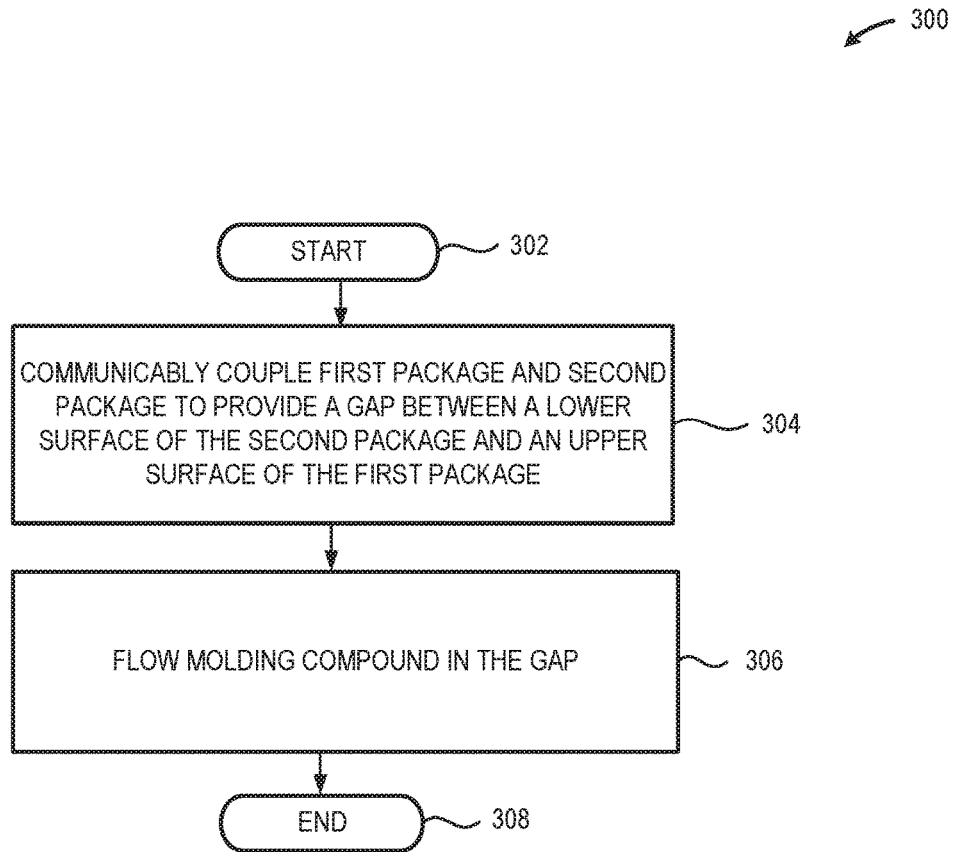 300
START
302
COMMUNICABLY COUPLE FIRST PACKAGE AND SECOND
PACKAGE TO PROVIDE A GAP BETWEEN A LOWER
SURFACE OF THE SECOND PACKAGE AND AN UPPER
SURFACE OF THE FIRST PACKAGE
304
FLOW MOLDING COMPOUND IN THE GAP
306
END
308